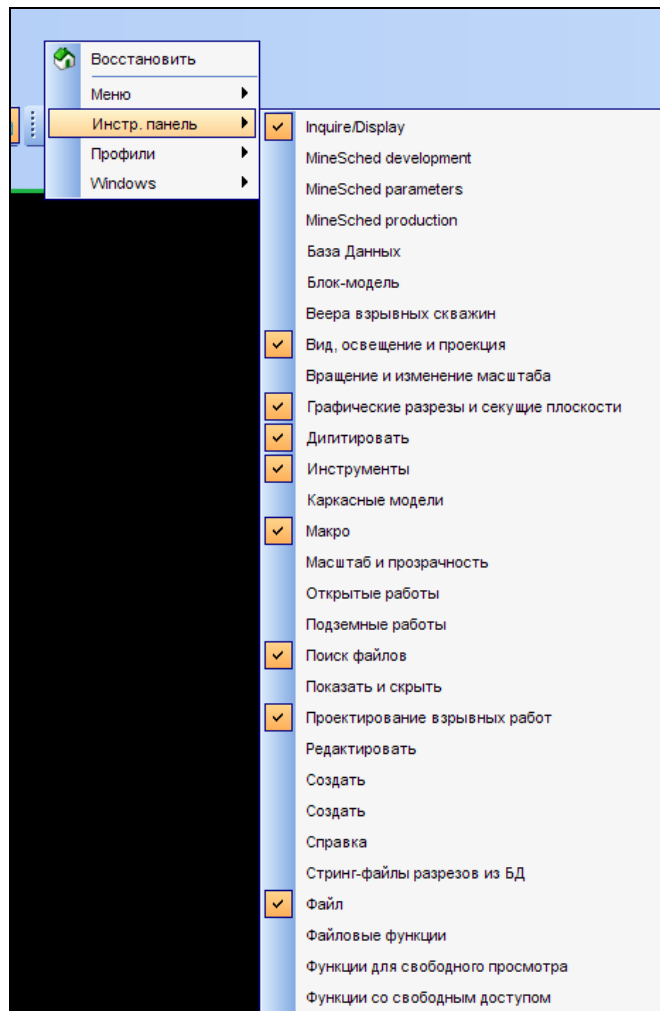 Восстановить
Меню
Инстр. панель
Профили
Windows
Inquire/Display
MineSched development
MineSched parameters
MineSched production
База Данных
Блок-модель
Веера взрывных скважин
Вид, освещение и проекция
Вращение и изменение масштаба
Графические разрезы и секущие плоскости
Дигитировать
Инструменты
Каркасные модели
Макро
Масштаб и прозрачность
Открытые работы
Подземные работы
Поиск файлов
Показать и скрыть
Проектирование взрывных работ
Редактировать
Создать
Создать
Справка
Стринг-файлы разрезов из БД
Файл
Файловые функции
Функции для свободного просмотра
Функции со свободным доступом